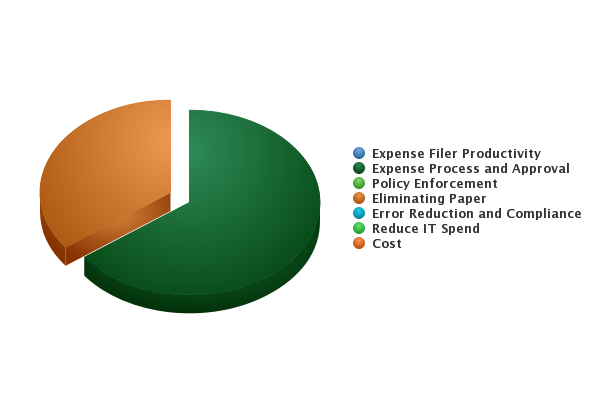 Expense Filer Productivity
Expense Process and Approval
Policy Enforcement
Eliminating Paper
Error Reduction and Compliance
Reduce IT Spend
Cost